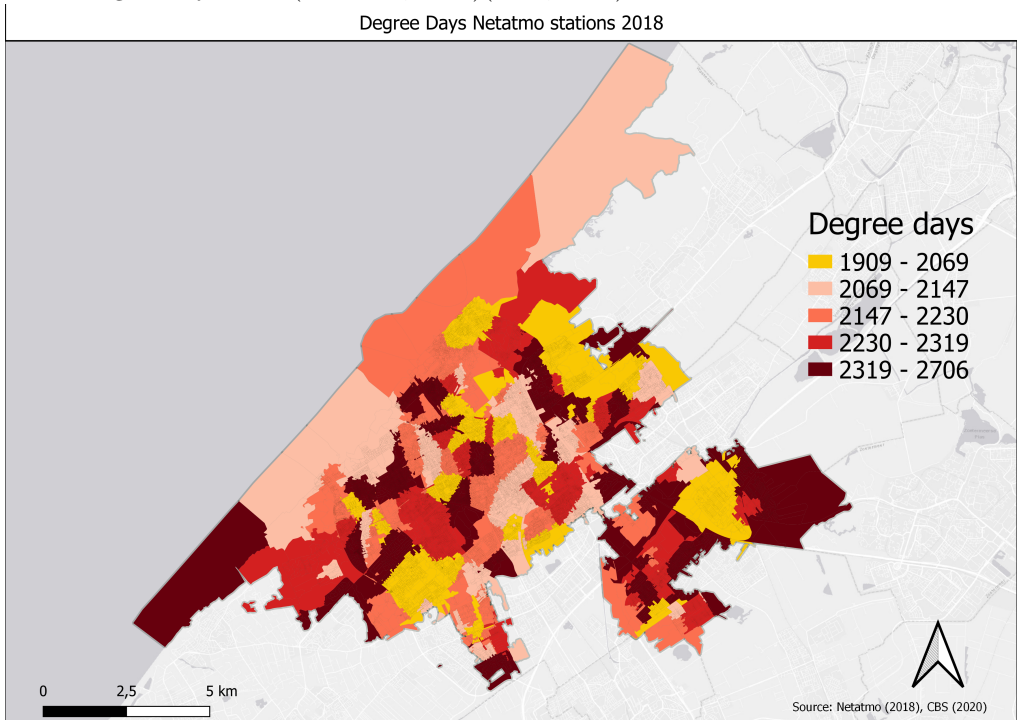 Degree Days Netatmo stations 2018
Degree days
1909 - 2069
2069 - 2147
2147 - 2230
2230 - 2319
2319 - 2706
0 2,5 5 km
Source: Netatmo (2018), CBS (2020)